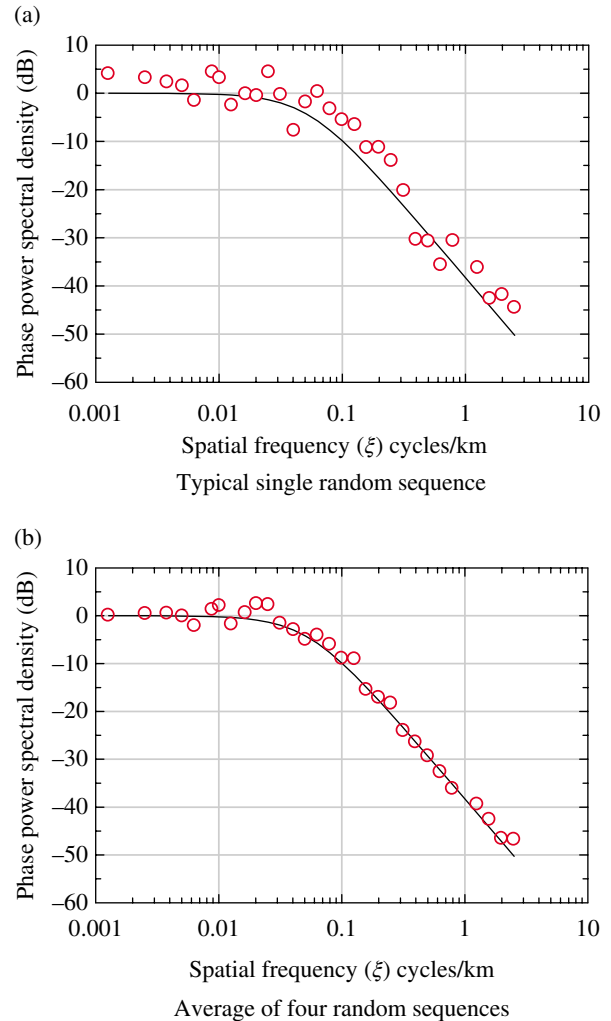 (a)
Phase power spectral density (dB)
10
0
–10
–20
–30
–40
–50
–60
0.001 0.01 0.1 1 10
Spatial frequency (ξ) cycles/km
Typical single random sequence
(b)
Phase power spectral density (dB)
10
0
–10
–20
–30
–40
–50
–60
0.001 0.01 0.1 1 10
Spatial frequency (ξ) cycles/km
Average of four random sequences